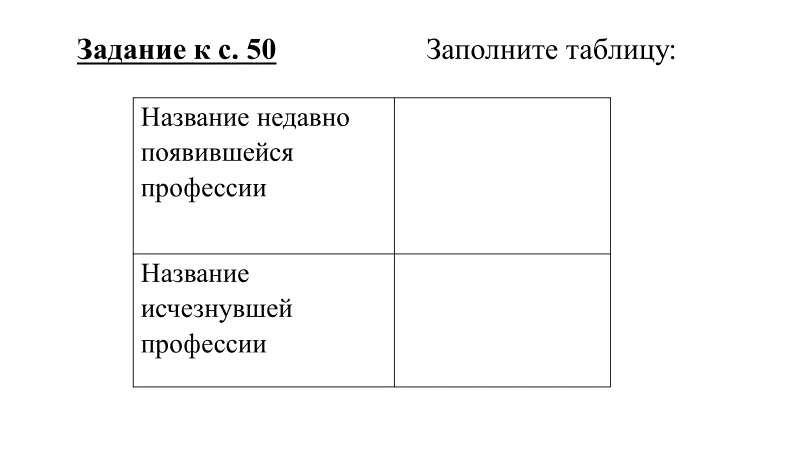 Задание к с. 50
Заполните таблицу:
Название недавно
появившейся
профессии
Название
исчезнувшей
профессии